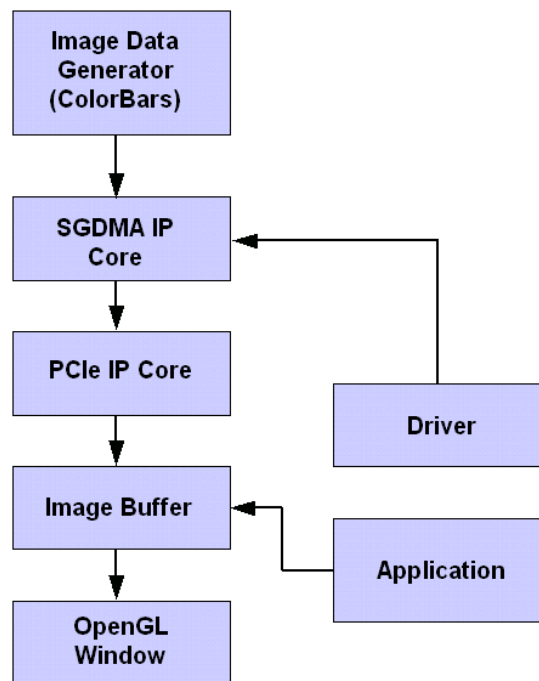 Image Data
Generator
(ColorBars)
SGDMA IP
Core
PCIe IP Core
Driver
Image Buffer
Application
OpenGL
Window